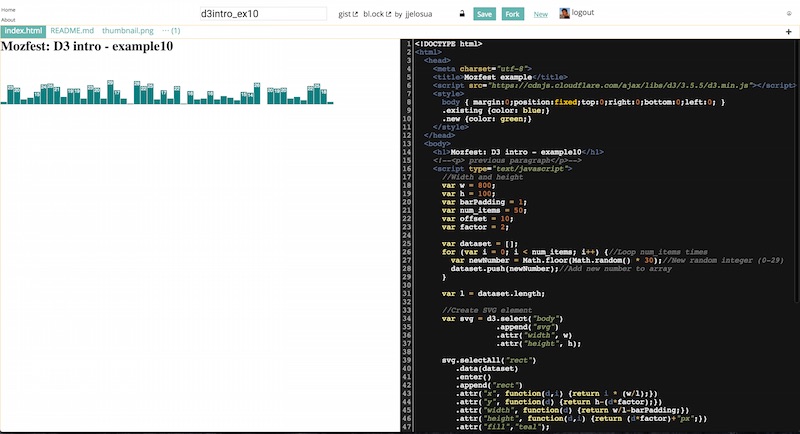 Home
About
d3intro_ex10
gist bl.ock by jjelosua
Save Fork New logout
index.html README.md thumbnail.png ··· (1) +
Mozfest: D3 intro - example10
1 <!DOCTYPE html>
2 <html>
3 <head>
4 <meta charset="utf-8">
5 <title>Mozfest example</title>
6 <script src="https://cdnjs.cloudflare.com/ajax/libs/d3/3.5.5/d3.min.js"></script>
7 <style>
8 body { margin:0;position:fixed;top:0;right:0;bottom:0;left:0; }
9 .existing {color: blue;}
10 .new {color: green;}
11 </style>
12 </head>
13 <body>
14 <h1>Mozfest: D3 intro - example10</h1>
15 <!--<p> previous paragraph</p>-->
16 <script type="text/javascript">
17 //Width and height
18 var w = 800;
19 var h = 100;
20 var barPadding = 1;
21 var num_items = 50;
22 var offset = 10;
23 var factor = 2;
24
25 var dataset = [];
26 for (var i = 0; i < num_items; i++) {//Loop num_items times
27 var newNumber = Math.floor(Math.random() * 30);//New random integer (0-29)
28 dataset.push(newNumber);//Add new number to array
29 }
30
31 var l = dataset.length;
32
33 //Create SVG element
34 var svg = d3.select("body")
35 .append("svg")
36 .attr("width", w)
37 .attr("height", h);
38
39 svg.selectAll("rect")
40 .data(dataset)
41 .enter()
42 .append("rect")
43 .attr("x", function(d,i) {return i * (w/l);})
44 .attr("y", function(d) {return h-(d*factor);})
45 .attr("width", function(d) {return w/l-barPadding;})
46 .attr("height", function(d,i) {return (d*factor)+"px";})
47 .attr("fill","teal");